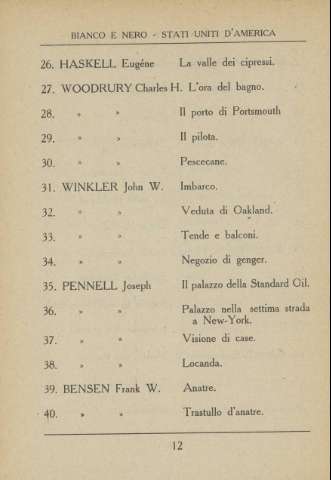 BIANCO E NERO - STATI UNITI D'AMERICA
26. HASKELL Eugéne La valle dei cipressi.
27. WOODRURY Charles H. L'ora del bagno.
28. » » Il porto di Portsmouth
29. » » Il pilota.
30. » » Pescecane.
31. WINKLER John W. Imbarco.
32. » » Veduta di Oakland.
33. » » Tende e balconi.
34. » » Negozio di genger.
35. PENNELL Joseph Il palazzo della Standard Oil.
36. » » Palazzo nella settima strada
a New-York.
37. » » Visione di case.
38. » » Locanda.
39. BENSEN Frank W. Anatre.
40. » » Trastullo d'anatre.
12